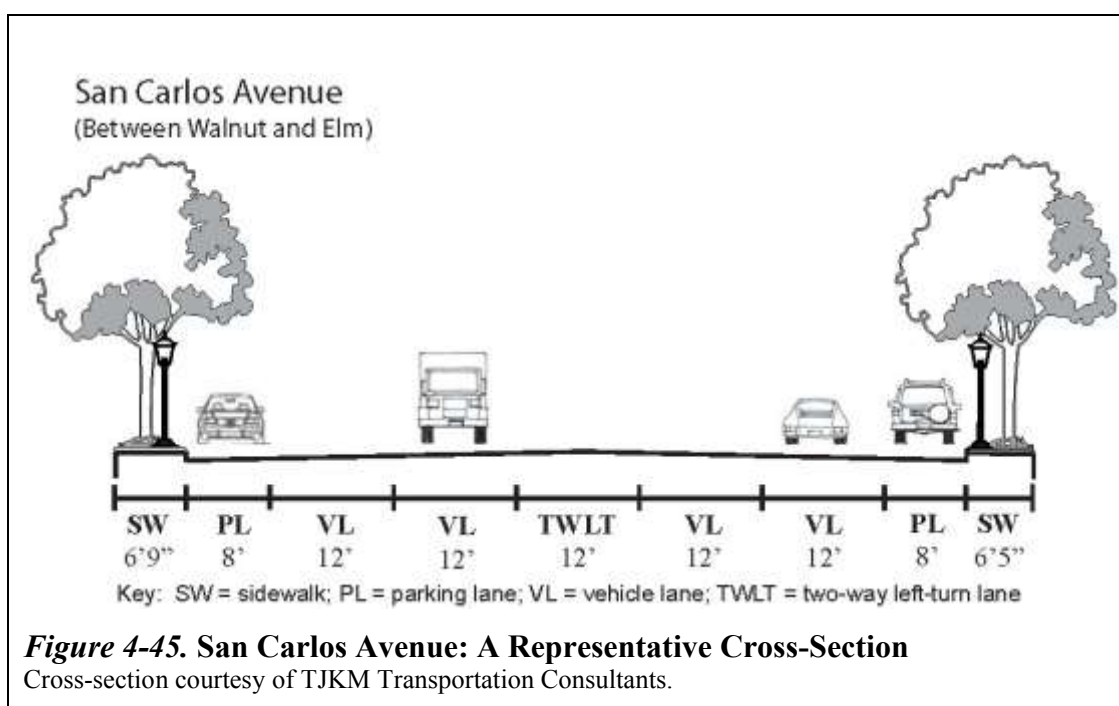 San Carlos Avenue
(Between Walnut and Elm)
SW PL VL VL TWLT VL VL PL SW
6’9” 8’ 12’ 12’ 12’ 12’ 12’ 8’ 6’5”
Key: SW = sidewalk; PL = parking lane; VL = vehicle lane; TWLT = two-way left-turn lane
Figure 4-45. San Carlos Avenue: A Representative Cross-Section
Cross-section courtesy of TJKM Transportation Consultants.